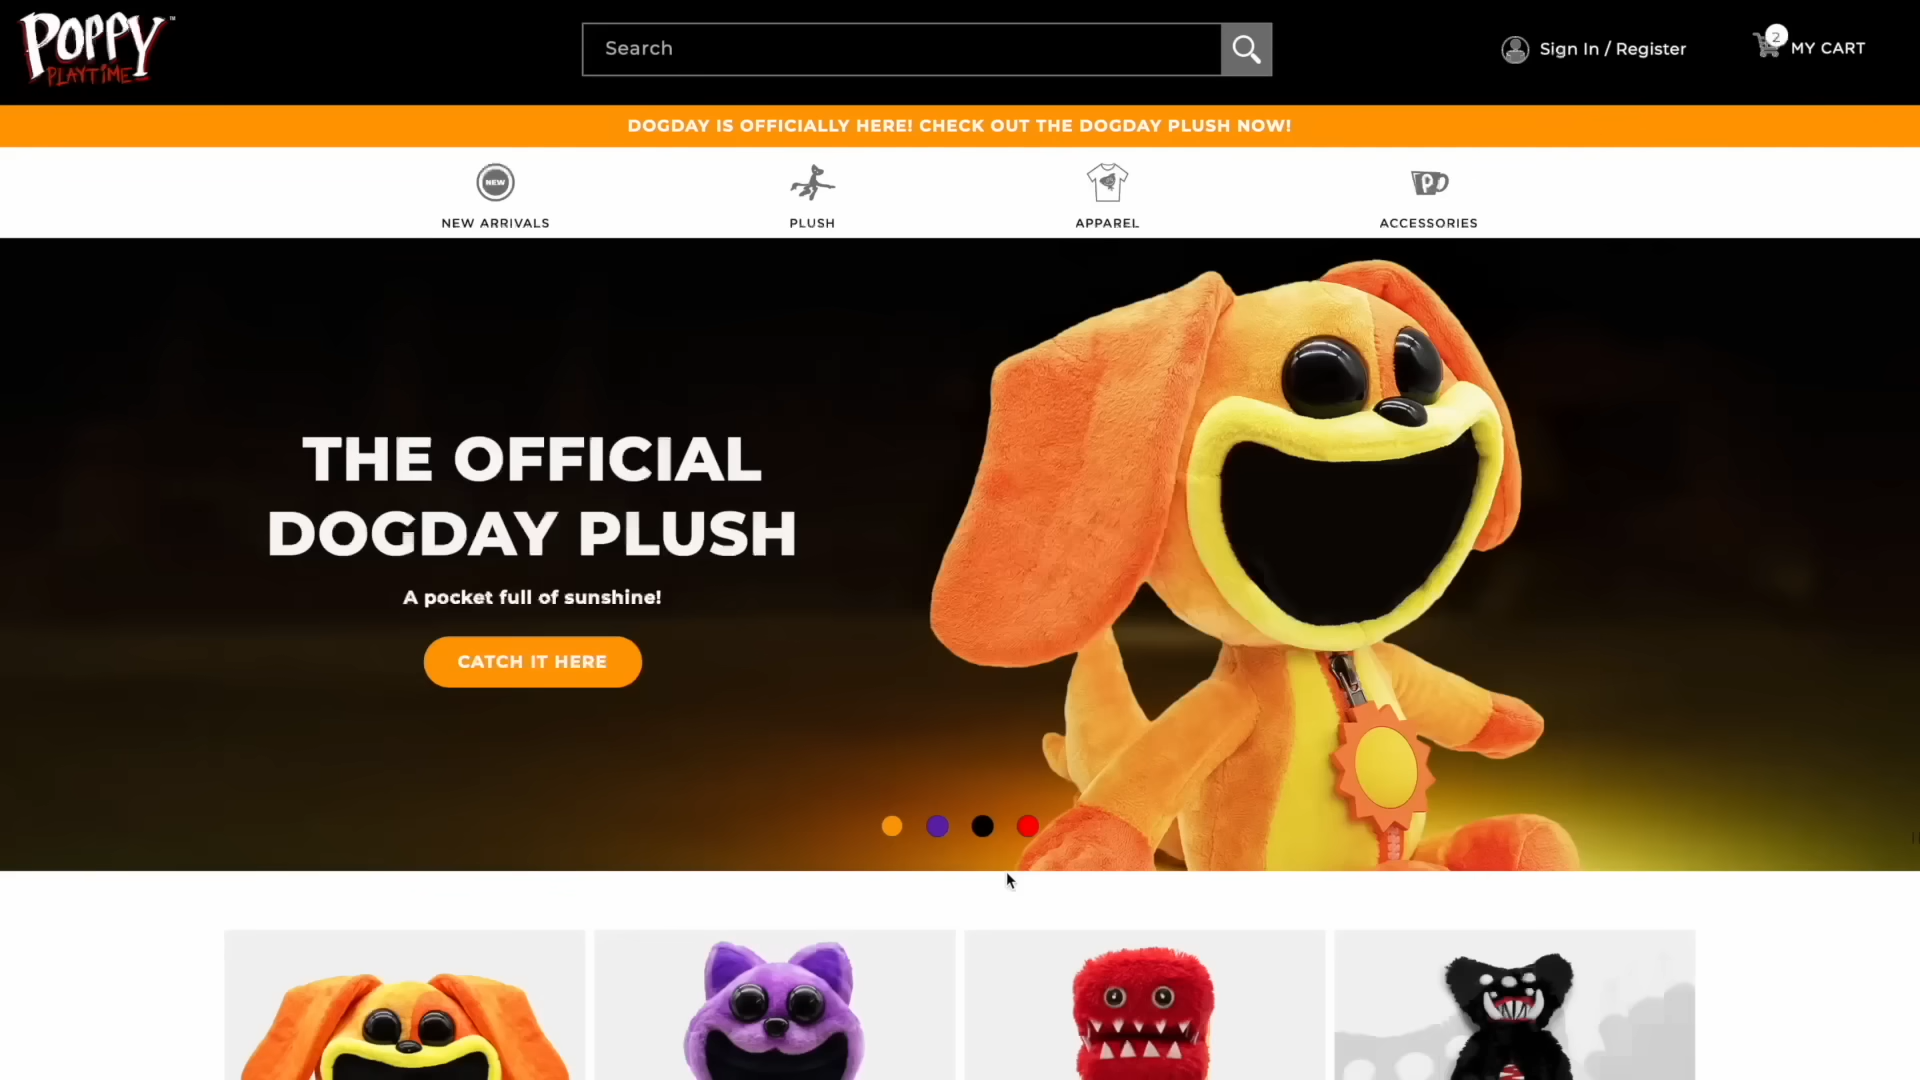 POPPY
PLAYTIME
™
Search
Sign In / Register
2
MY CART
DOGDAY IS OFFICIALLY HERE! CHECK OUT THE DOGDAY PLUSH NOW!
NEW
P
NEW ARRIVALS
PLUSH
APPAREL
ACCESSORIES
THE OFFICIAL
DOGDAY PLUSH
A pocket full of sunshine!
CATCH IT HERE